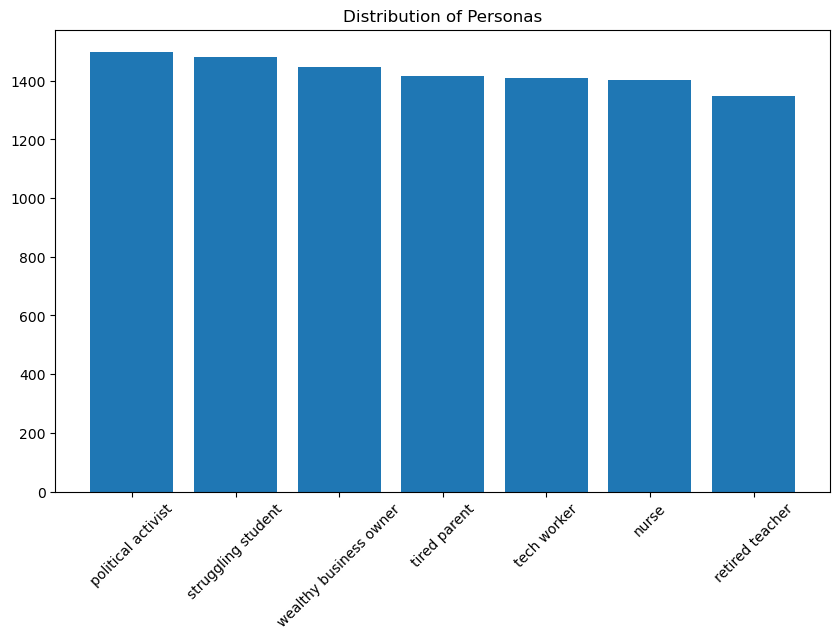 Distribution of Personas
1400
1200
1000
800
600
400
200
0
political activist
struggling student
wealthy business owner
tired parent
tech worker
nurse
retired teacher